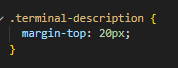 .terminal-description {
  margin-top: 20px;
}